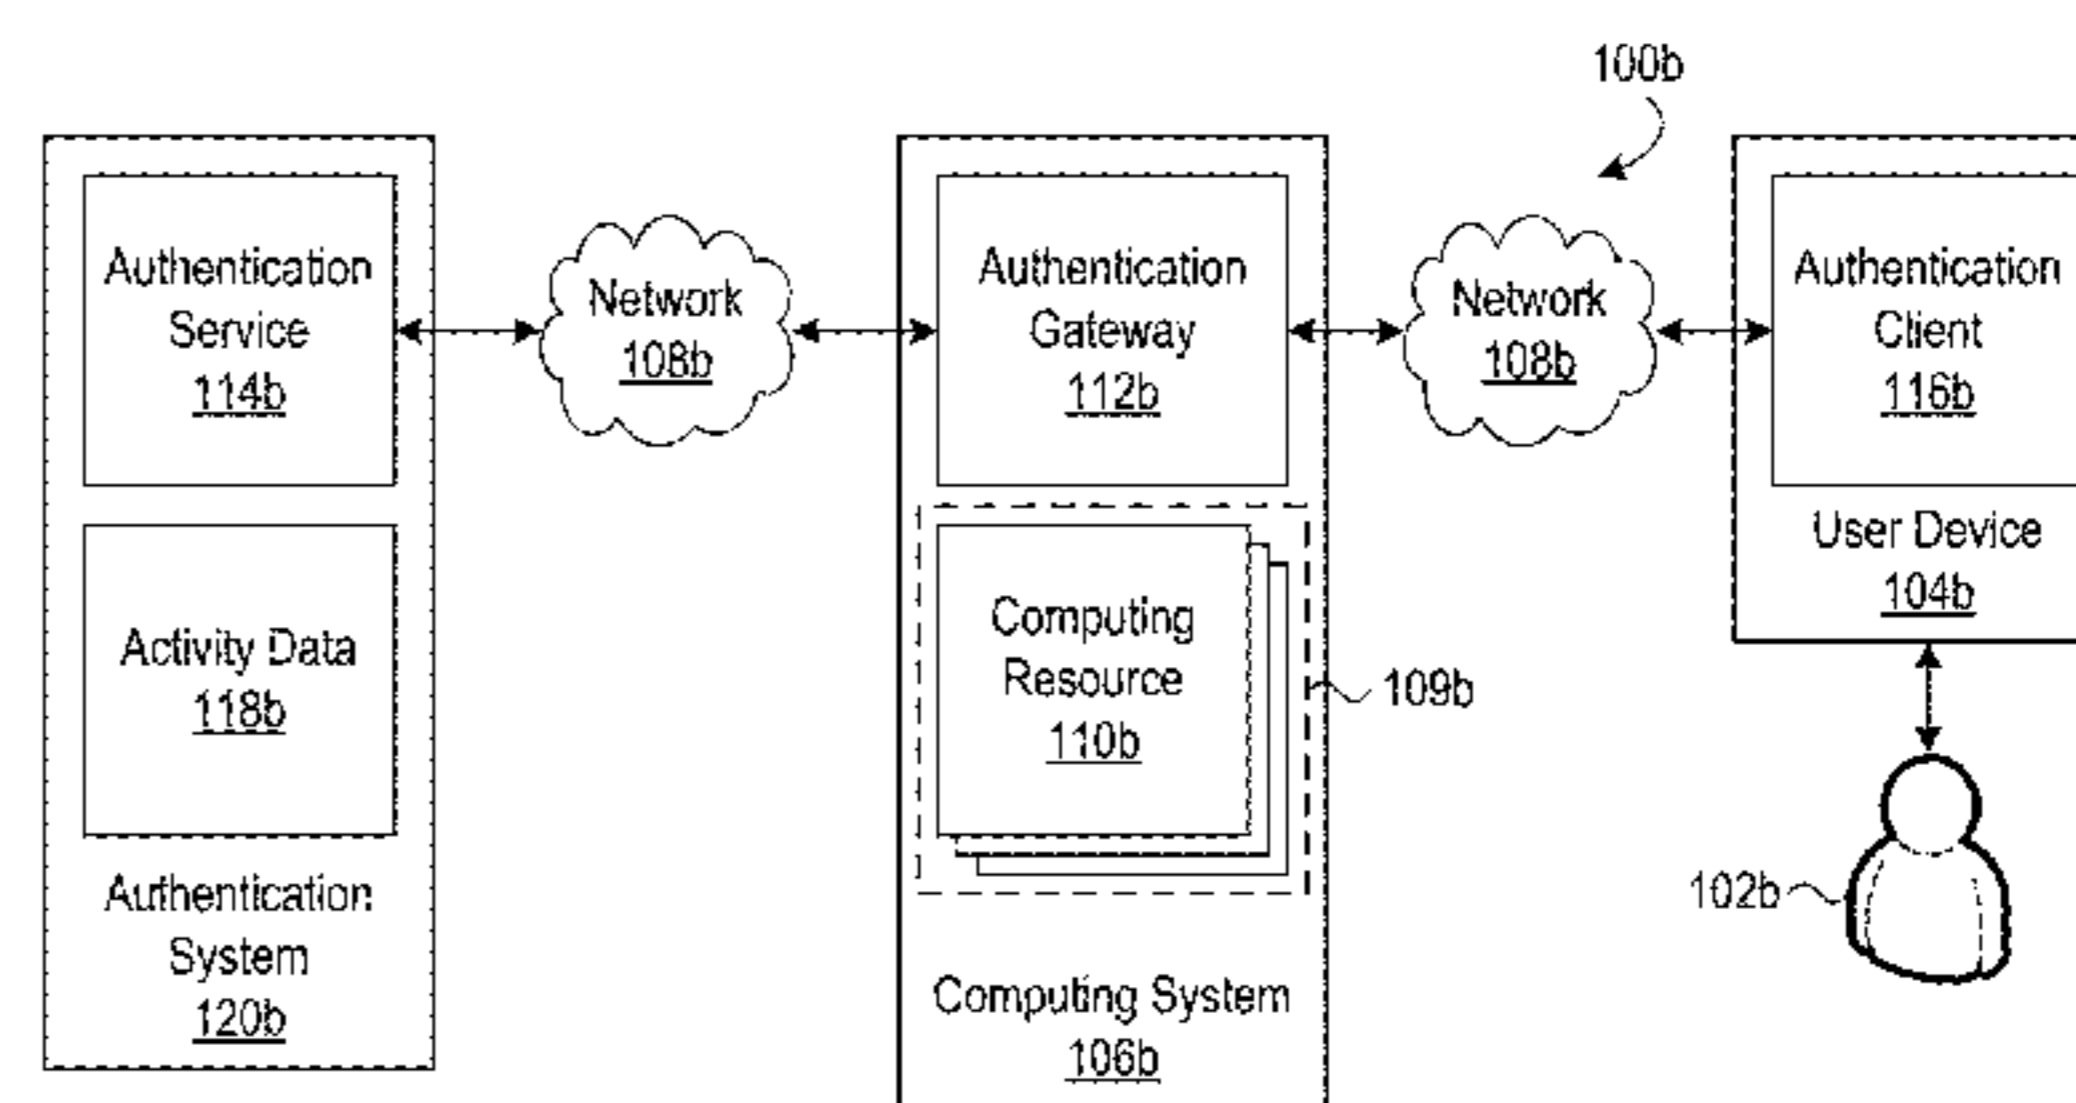 100b
Authentication
Service
114b
Network
108b
Authentication
Gateway
112b
Network
108b
Authentication
Client
116b
User Device
104b
Activity Data
118b
Computing
Resource
110b
109b
102b
Authentication
System
120b
Computing System
106b